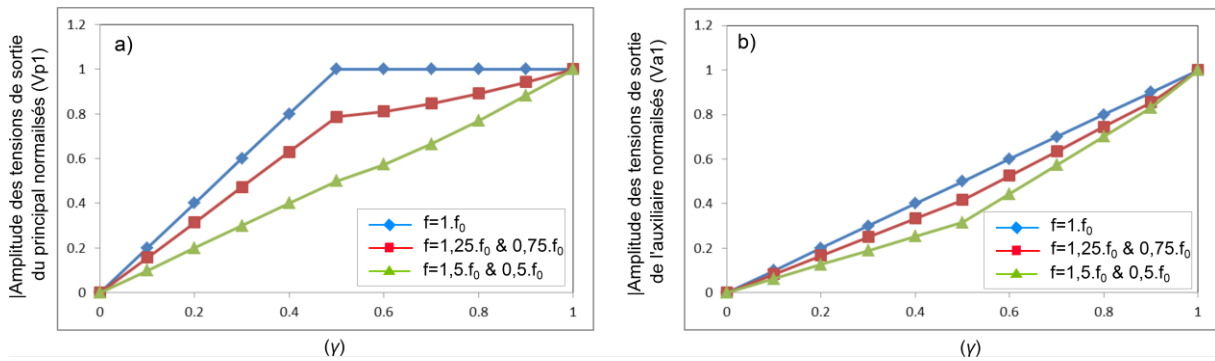 |Amplitude des tensions de sortie
du principal normailsés (Vp1)
1.2
1
0.8
0.6
0.4
0.2
0
a)
f=1.f₀
f=1,25.f₀ & 0,75.f₀
f=1,5.f₀ & 0,5.f₀
0
0.2
0.4
0.6
0.8
1
(γ)
|Amplitude des tensions de sortie
de l'auxiliaire normalisés (Va1)
1.2
1
0.8
0.6
0.4
0.2
0
b)
f=1.f₀
f=1,25.f₀ & 0,75.f₀
f=1,5.f₀ & 0,5.f₀
0
0.2
0.4
0.6
0.8
1
(γ)